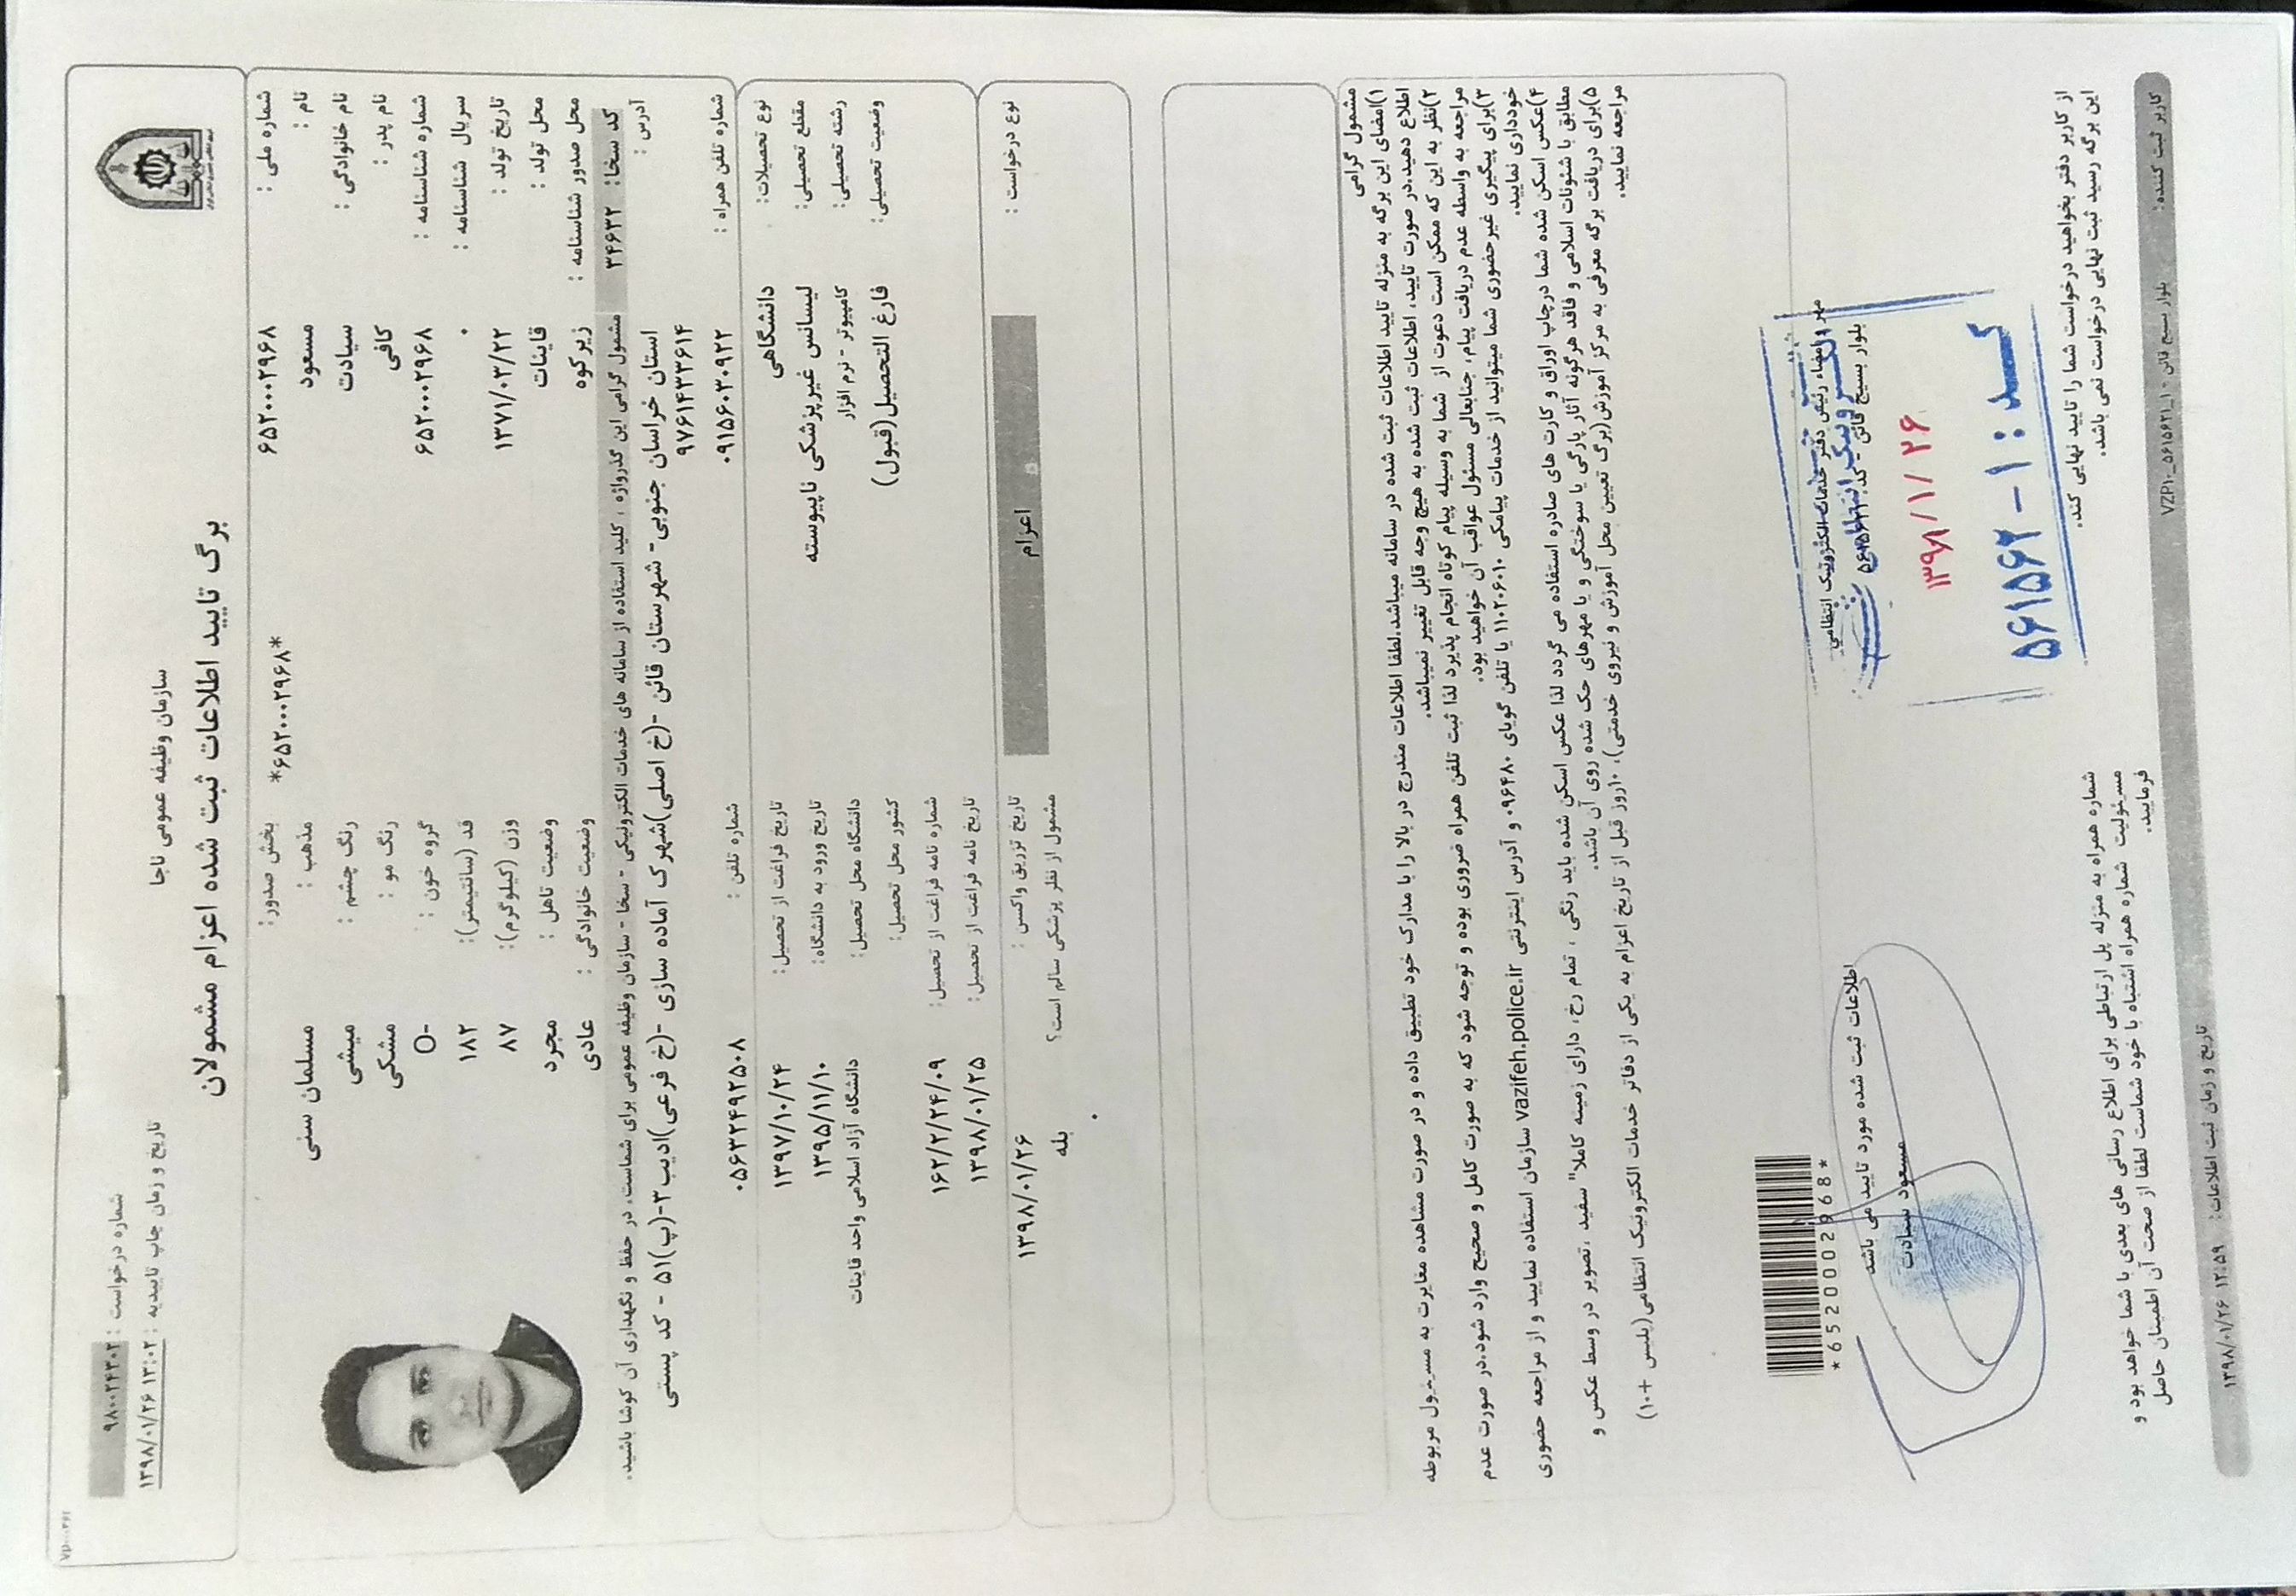 شماره درخواست : ۹۸۰۰۲۴۳۰۲
تاریخ و زمان چاپ تاییدیه : ۱۳:۰۲ ۱۳۹۸/۰۱/۲۶
سازمان وظیفه عمومی ناجا
برگ تایید اطلاعات ثبت شده اعزام مشمولان
شماره ملی : ۶۵۲۰۰۰۲۹۶۸ *۶۵۲۰۰۰۲۹۶۸* بخش صدور:
نام : مسعود مذهب : مسلمان سنی
نام خانوادگی : سیادت رنگ چشم : میشی
نام پدر : کافی رنگ مو : مشکی
شماره شناسنامه : ۶۵۲۰۰۰۲۹۶۸ گروه خون : O-
سریال شناسنامه : ۰ قد (سانتیمتر): ۱۸۲
تاریخ تولد : ۱۳۷۱/۰۳/۲۲ وزن (کیلوگرم): ۸۷
محل تولد : قاینات وضعیت تاهل : مجرد
محل صدور شناسنامه : زیرکوه وضعیت خانوادگی : عادی
کد سخا: ۳۴۶۳۲ مشمول گرامی این گذرواژه ، کلید استفاده از سامانه های خدمات الکترونیکی - سخا - سازمان وظیفه عمومی برای شماست. در حفظ و نگهداری آن کوشا باشید.
آدرس : استان خراسان جنوبی- شهرستان قائن -(خ اصلی)شهرک آماده سازی -(خ فرعی)ادیب۳-(پ)۵۱ - کد پستی
۹۷۶۱۴۳۳۶۱۴
شماره تلفن همراه : ۰۹۱۵۶۰۳۰۹۲۲ شماره تلفن : ۰۵۶۳۲۴۹۲۵۰۸
نوع تحصیلات: دانشگاهی تاریخ فراغت از تحصیل: ۱۳۹۷/۱۰/۲۴
مقطع تحصیلی: لیسانس غیرپزشکی ناپیوسته تاریخ ورود به دانشگاه: ۱۳۹۵/۱۱/۱۰
رشته تحصیلی: کامپیوتر - نرم افزار دانشگاه محل تحصیل: دانشگاه آزاد اسلامی واحد قاینات
وضعیت تحصیلی: فارغ التحصیل(قبول) کشور محل تحصیل:
شماره نامه فراغت از تحصیل: ۱۶۲/۲/۲۴/۰۹
تاریخ نامه فراغت از تحصیل: ۱۳۹۸/۰۱/۲۵
نوع درخواست : اعزام تاریخ تزریق واکسن : ۱۳۹۸/۰۱/۲۶
مشمول از نظر پزشکی سالم است؟ بله
مشمول گرامی
۱)امضای این برگه به منزله تایید اطلاعات ثبت شده در سامانه میباشد.لطفا اطلاعات مندرج در بالا را با مدارک خود تطبیق داده و در صورت مشاهده مغایرت به مسئول مربوطه
اطلاع دهید.در صورت تایید، اطلاعات ثبت شده به هیچ وجه قابل تغییر نمیباشد.
۲)نظر به این که ممکن است دعوت از شما به وسیله پیام کوتاه انجام پذیرد لذا ثبت تلفن همراه ضروری بوده و توجه شود که به صورت کامل و صحیح وارد شود.در صورت عدم
مراجعه به واسطه عدم دریافت پیام، جنابعالی مسئول عواقب آن خواهید بود.
۳)برای پیگیری غیرحضوری شما میتوانید از خدمات پیامکی ۱۱۰۲۰۶۰۱۰ یا تلفن گویای ۰۹۶۴۸۰ و آدرس اینترنتی vazifeh.police.ir سازمان استفاده نمایید و از مراجعه حضوری
خودداری نمایید.
۴)عکس اسکن شده شما درچاپ اوراق و کارت های صادره استفاده می گردد لذا عکس اسکن شده باید رنگی ، تمام رخ، دارای زمینه کاملا" سفید ،تصویر در وسط عکس و
مطابق با شئونات اسلامی و فاقد هرگونه آثار پارگی یا سوختگی و یا مهرهای حک شده روی آن باشد.
۵)برای دریافت برگه معرفی به مرکز آموزش(برگ تعیین محل آموزش و نیروی خدمتی)، ۱۰روز قبل از تاریخ اعزام به یکی از دفاتر خدمات الکترونیک انتظامی(پلیس +۱۰)
مراجعه نمایید.
مهر و امضاء رئیس دفتر خدمات الکترونیک انتظامی
بلوار بسیج قائن - کد:
الکترونیک انتظامی
۱۳۹۸/۱/۲۶
کد : ۱-۵۶۱۵۶۲
*6520002968*
اطلاعات ثبت شده مورد تایید می باشد
مسعود سیادت
از کاربر دفتر بخواهید درخواست شما را تایید نهایی کند.
این برگه رسید ثبت نهایی درخواست نمی باشد.
شماره همراه به منزله پل ارتباطی برای اطلاع رسانی های بعدی با شما خواهد بود و
مسئولیت شماره همراه اشتباه با خود شماست لطفا از صحت آن اطمینان حاصل
فرمایید.
کاربر ثبت کننده: بلوار بسیج قائن - VZP۱۰_۵۶۱۵۶۲۱_۱
تاریخ و زمان ثبت اطلاعات: ۱۲:۵۹ ۱۳۹۸/۰۱/۲۶